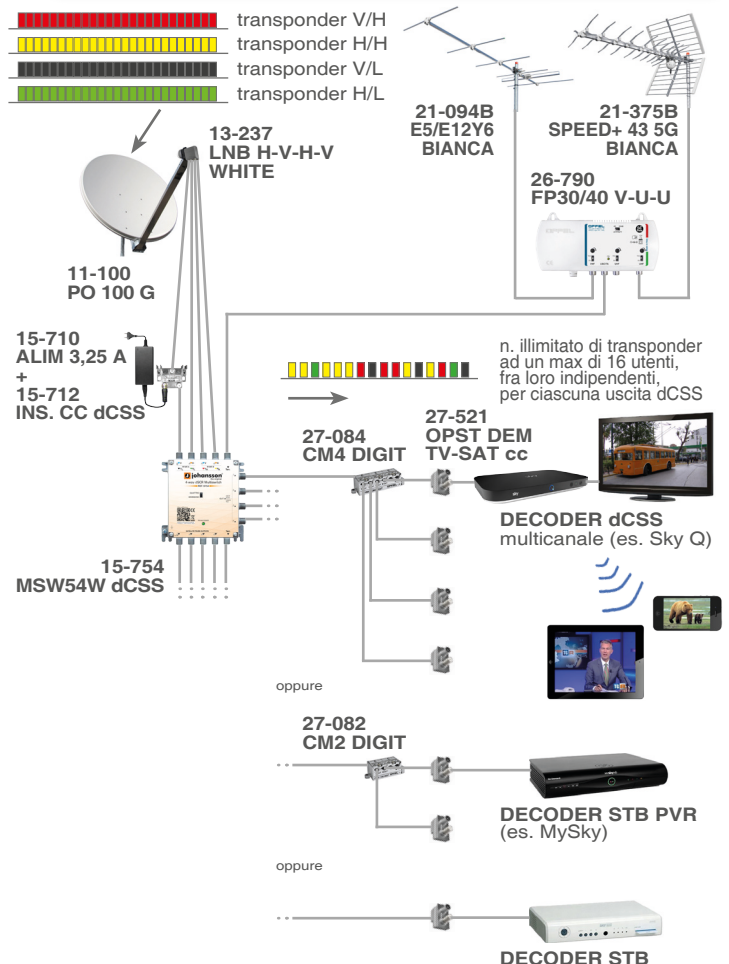 transponder V/H
transponder H/H
transponder V/L
transponder H/L
13-237
LNB H-V-H-V
WHITE
21-094B
E5/E12Y6
BIANCA
21-375B
SPEED+ 43 5G
BIANCA
26-790
FP30/40 V-U-U
11-100
PO 100 G
15-710
ALIM 3,25 A
+
15-712
INS. CC dCSS
n. illimitato di transponder
ad un max di 16 utenti,
fra loro indipendenti,
per ciascuna uscita dCSS
27-084
CM4 DIGIT
27-521
OPST DEM
TV-SAT cc
johansson
DECODER dCSS
multicanale (es. Sky Q)
15-754
MSW54W dCSS
oppure
27-082
CM2 DIGIT
DECODER STB PVR
(es. MySky)
oppure
DECODER STB